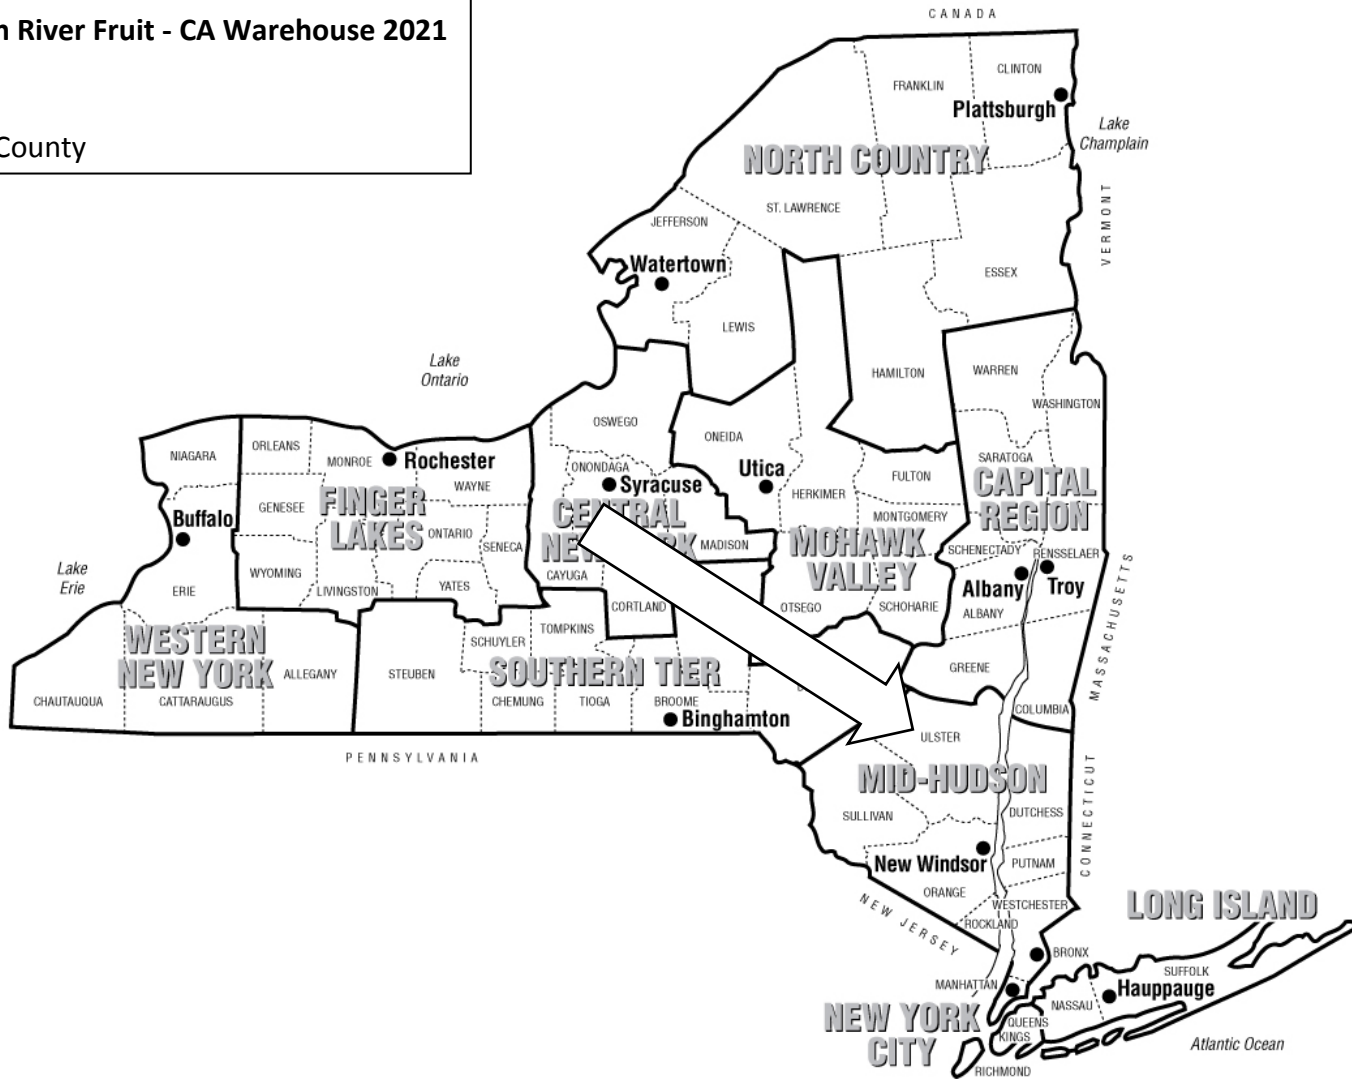 River Fruit - CA Warehouse 2021
County
CANADA
CLINTON
FRANKLIN
Plattsburgh
Lake
Champlain
NORTH COUNTRY
VERMONT
ST. LAWRENCE
JEFFERSON
Watertown
ESSEX
LEWIS
Lake
Ontario
HAMILTON
WARREN
WASHINGTON
OSWEGO
ONEIDA
NIAGARA
ORLEANS
MONROE
Rochester
ONONDAGA
Syracuse
Utica
SARATOGA
FULTON
CAPITAL
REGION
WAYNE
HERKIMER
GENESEE
FINGER
LAKES
Buffalo
CENTRAL
MONTGOMERY
ONTARIO
SENECA
MADISON
MOHAWK
VALLEY
SCHENECTADY
RENSSELAER
Lake
Erie
ERIE
WYOMING
LIVINGSTON
YATES
CAYUGA
CORTLAND
OTSEGO
SCHOHARIE
Albany
Troy
ALBANY
MASSACHUSETTS
WESTERN
NEW YORK
TOMPKINS
SCHUYLER
STEUBEN
ALLEGANY
SOUTHERN TIER
GREENE
CHAUTAUQUA
CATTARAUGUS
CHEMUNG
TIOGA
BROOME
Binghamton
COLUMBIA
PENNSYLVANIA
ULSTER
MID-HUDSON
SULLIVAN
DUTCHESS
CONNECTICUT
New Windsor
PUTNAM
ORANGE
WESTCHESTER
ROCKLAND
NEW JERSEY
LONG ISLAND
BRONX
MANHATTAN
SUFFOLK
Hauppauge
NASSAU
NEW YORK
CITY
QUEENS
KINGS
RICHMOND
Atlantic Ocean